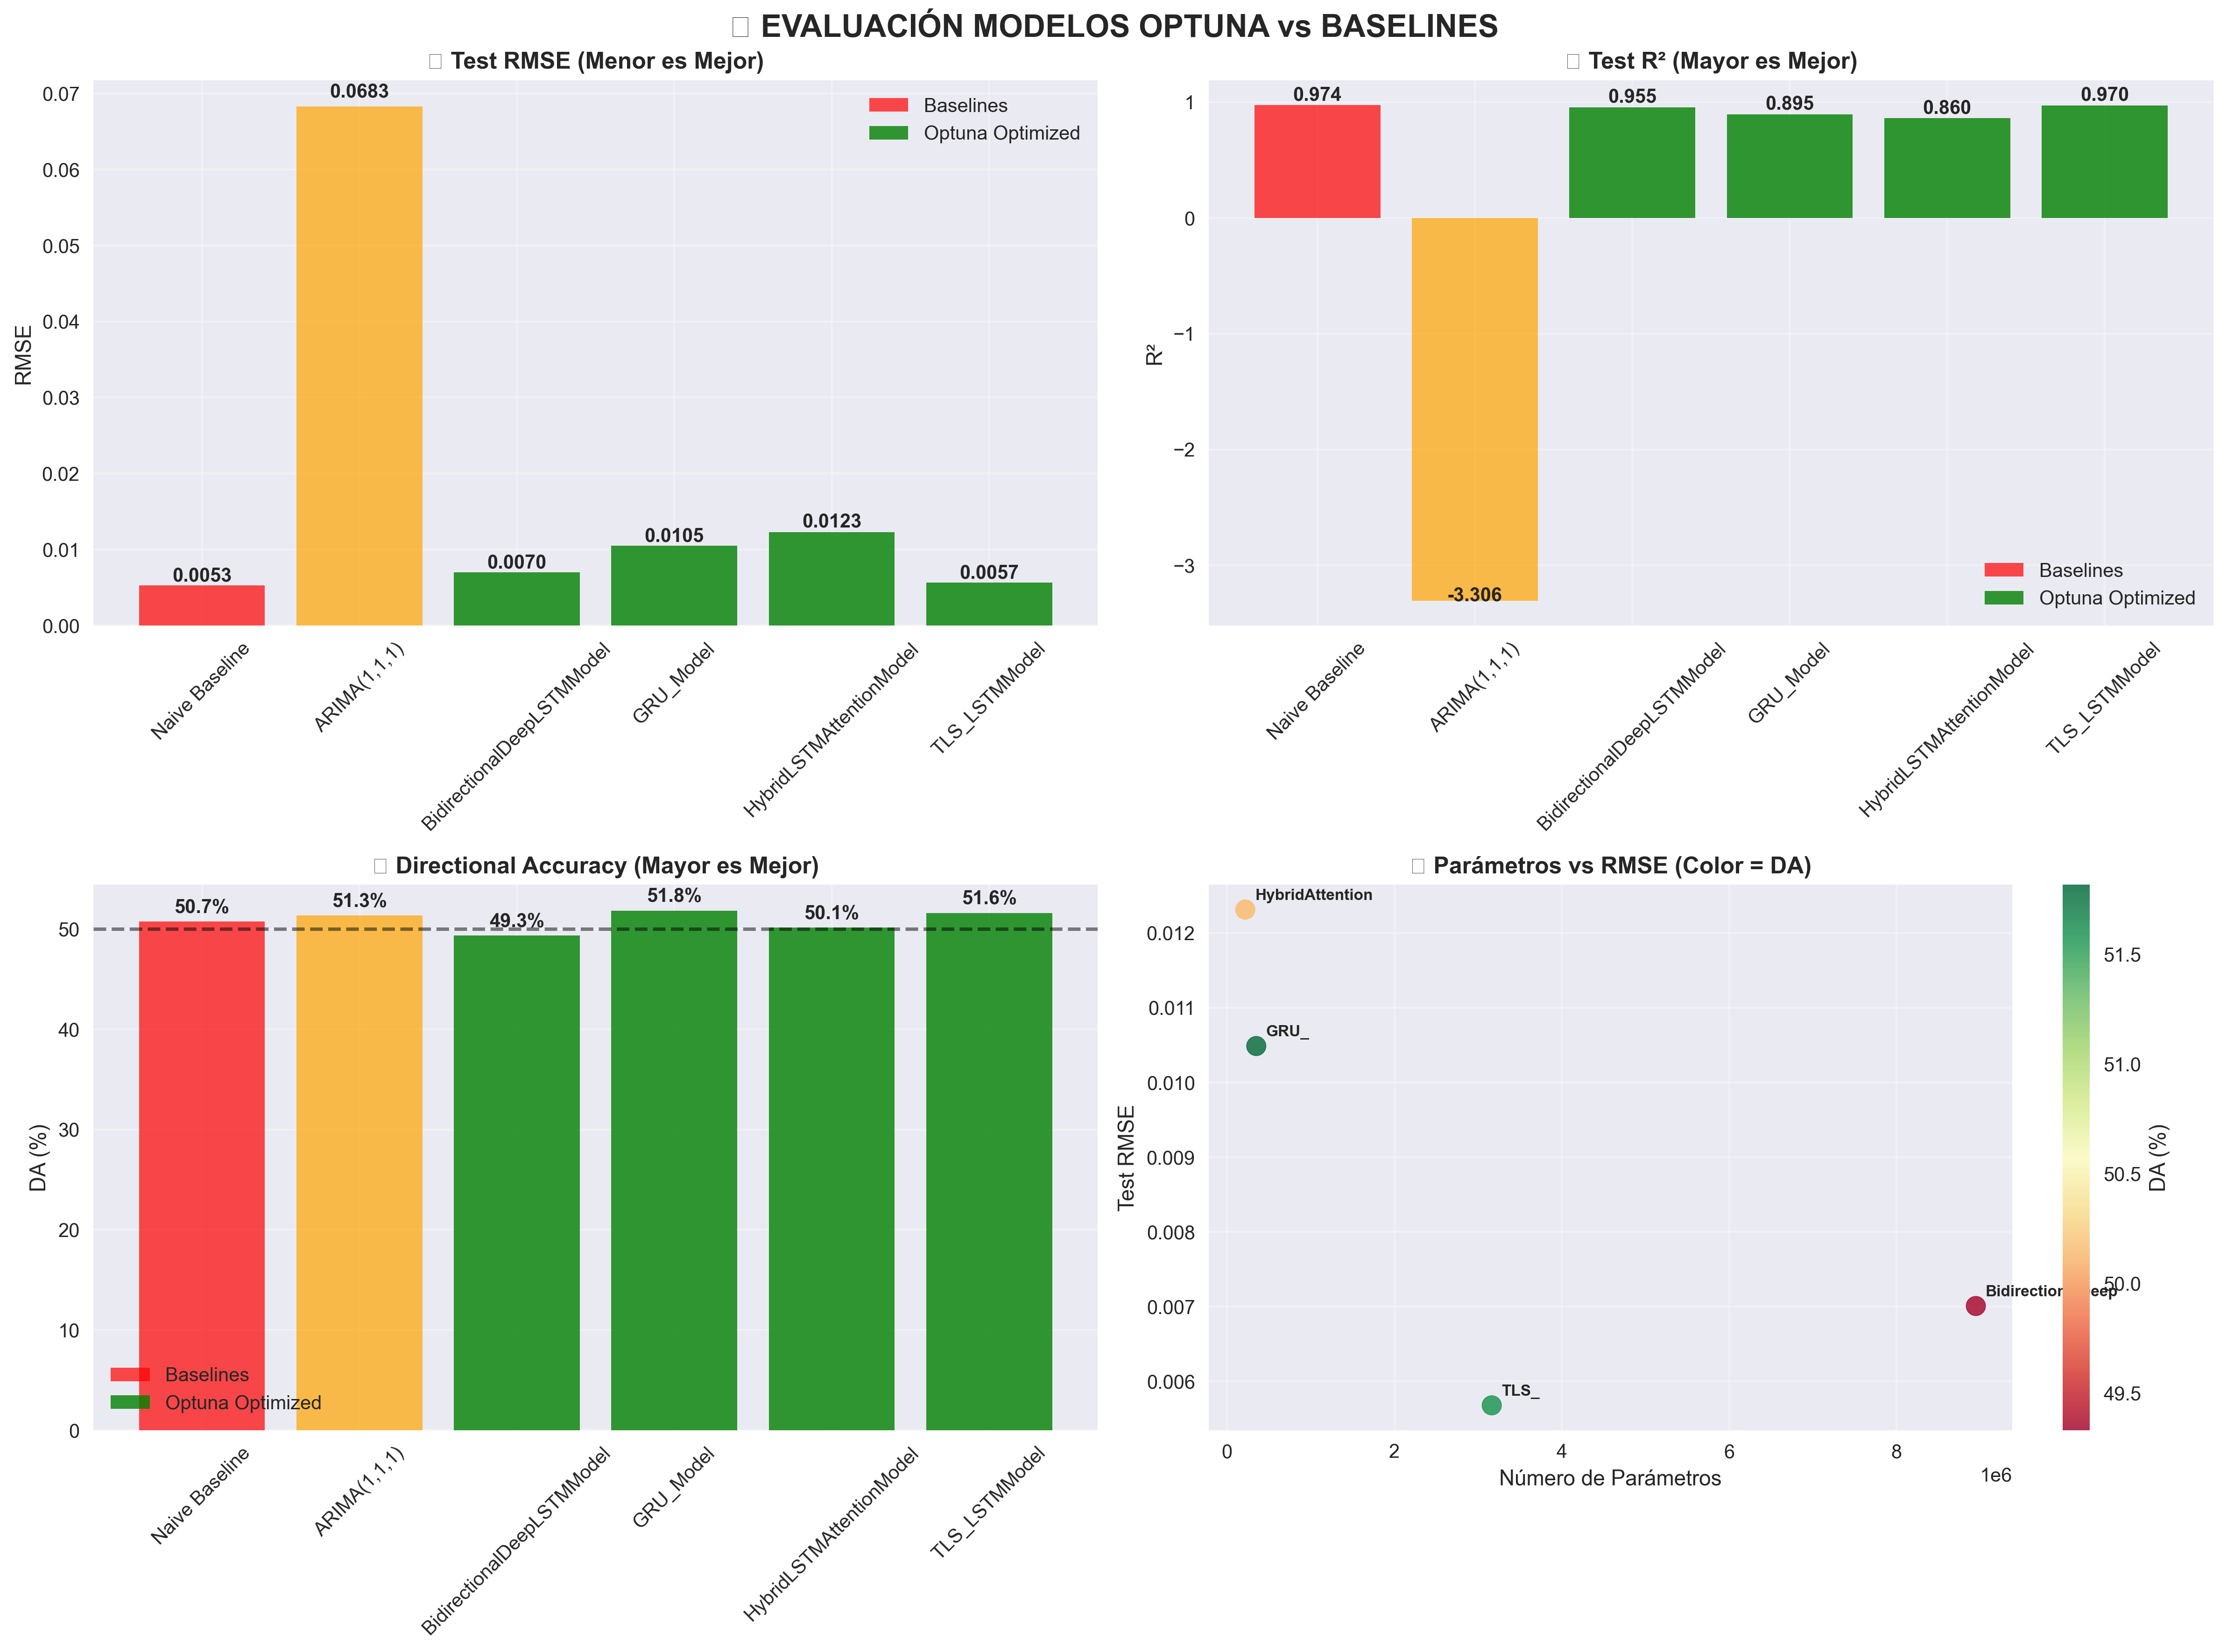 EVALUACIÓN MODELOS OPTUNA vs BASELINES
Test RMSE (Menor es Mejor)
0.07
0.06
0.05
0.04
0.03
0.02
0.01
0.00
RMSE
0.0053
0.0683
0.0070
0.0105
0.0123
0.0057
Baselines
Optuna Optimized
Naive Baseline
ARIMA(1,1,1)
BidirectionalDeepLSTMModel
GRU_Model
HybridLSTMAttentionModel
TLS_LSTMModel
Test R² (Mayor es Mejor)
1
0
−1
−2
−3
R²
0.974
-3.306
0.955
0.895
0.860
0.970
Baselines
Optuna Optimized
Naive Baseline
ARIMA(1,1,1)
BidirectionalDeepLSTMModel
GRU_Model
HybridLSTMAttentionModel
TLS_LSTMModel
Directional Accuracy (Mayor es Mejor)
50
40
30
20
10
0
DA (%)
50.7%
51.3%
49.3%
51.8%
50.1%
51.6%
Baselines
Optuna Optimized
Naive Baseline
ARIMA(1,1,1)
BidirectionalDeepLSTMModel
GRU_Model
HybridLSTMAttentionModel
TLS_LSTMModel
Parámetros vs RMSE (Color = DA)
0.012
0.011
0.010
0.009
0.008
0.007
0.006
Test RMSE
HybridAttention
GRU_
BidirectionalDeep
TLS_
0
2
4
6
8
1e6
Número de Parámetros
51.5
51.0
50.5
50.0
49.5
DA (%)